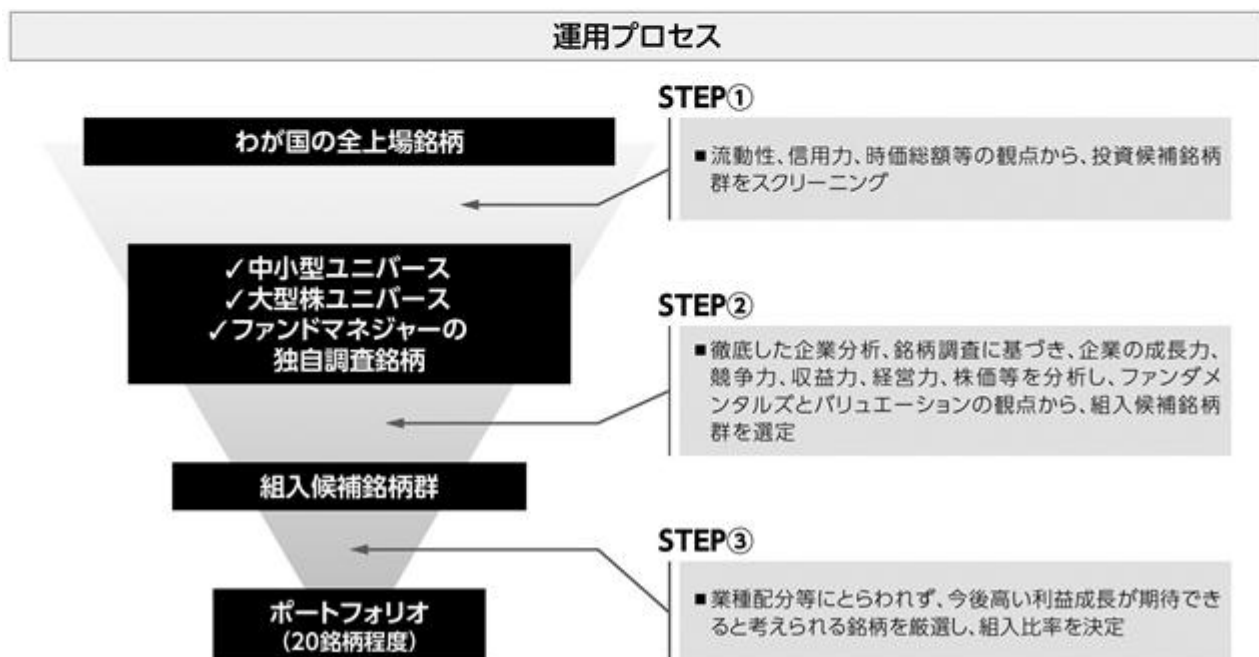 運用プロセス
わが国の全上場銘柄
STEP①
■流動性、信用力、時価総額等の観点から、投資候補銘柄
群をスクリーニング
✓中小型ユニバース
✓大型株ユニバース
✓ファンドマネジャーの
独自調査銘柄
STEP②
■徹底した企業分析、銘柄調査に基づき、企業の成長力、
競争力、収益力、経営力、株価等を分析し、ファンダメ
ンタルズとバリュエーションの観点から、組入候補銘柄
群を選定
組入候補銘柄群
STEP③
■業種配分等にとらわれず、今後高い利益成長が期待でき
ると考えられる銘柄を厳選し、組入比率を決定
ポートフォリオ
(20銘柄程度)